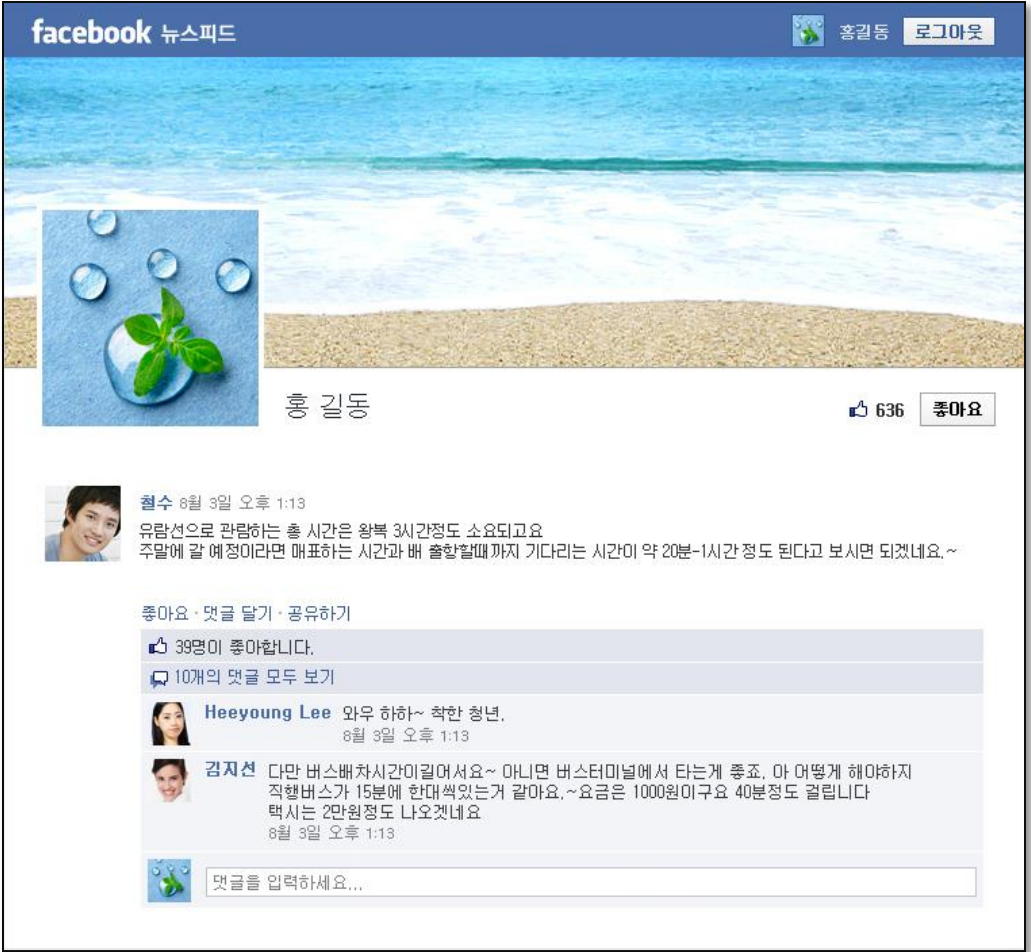 facebook 뉴스피드
홍길동 로그아웃
홍 길동
636 좋아요
철수 8월 3일 오후 1:13
유람선으로 관람하는 총 시간은 왕복 3시간정도 소요되고요
주말에 갈 예정이라면 매표하는 시간과 배 출항할때까지 기다리는 시간이 약 20분-1시간 정도 된다고 보시면 되겠네요.~
좋아요 · 댓글 달기 · 공유하기
39명이 좋아합니다.
10개의 댓글 모두 보기
Heeyoung Lee 와우 하하~ 착한 청년.
8월 3일 오후 1:13
김지선 다만 버스배차시간이길어서요~ 아니면 버스터미널에서 타는게 좋죠. 아 어떻게 해야하지
직행버스가 15분에 한대씩있는거 같아요.~요금은 1000원이구요 40분정도 걸립니다
택시는 2만원정도 나오겟네요
8월 3일 오후 1:13
댓글을 입력하세요...